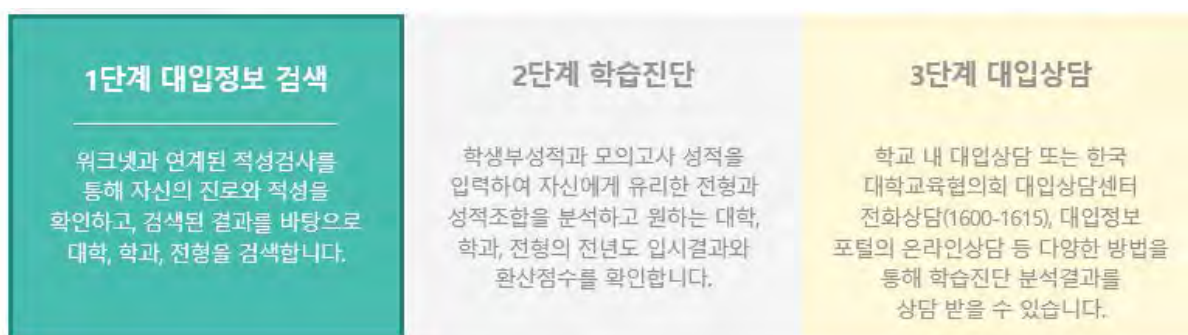 1단계 대입정보 검색
워크넷과 연계된 적성검사를
통해 자신의 진로와 적성을
확인하고, 검색된 결과를 바탕으로
대학, 학과, 전형을 검색합니다.
2단계 학습진단
학생부성적과 모의고사 성적을
입력하여 자신에게 유리한 전형과
성적조합을 분석하고 원하는 대학,
학과, 전형의 전년도 입시결과와
환산점수를 확인합니다.
3단계 대입상담
학교 내 대입상담 또는 한국
대학교육협의회 대입상담센터
전화상담(1600-1615), 대입정보
포털의 온라인상담 등 다양한 방법을
통해 학습진단 분석결과를
상담 받을 수 있습니다.